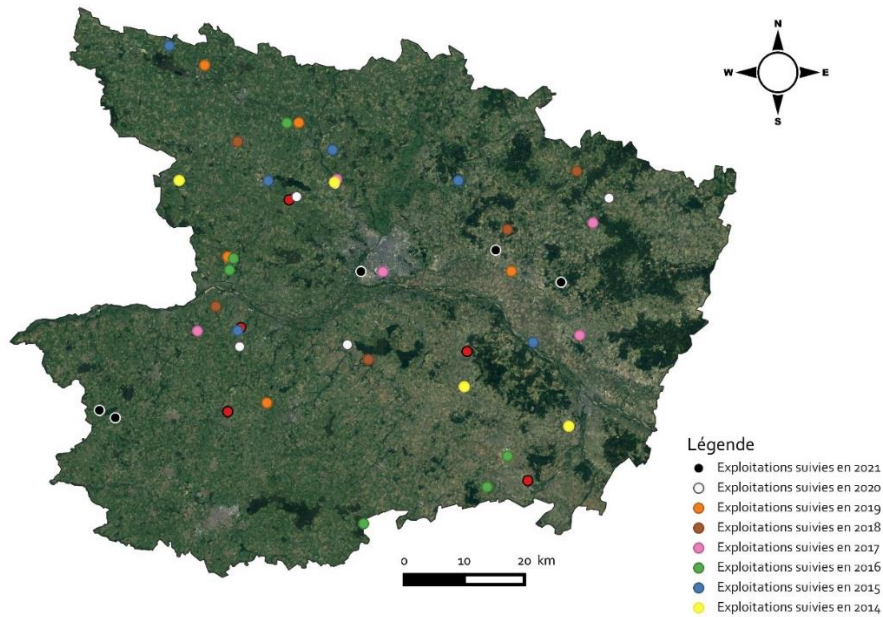 N
W E
S
Légende
Exploitations suivies en 2021
Exploitations suivies en 2020
Exploitations suivies en 2019
Exploitations suivies en 2018
Exploitations suivies en 2017
Exploitations suivies en 2016
Exploitations suivies en 2015
Exploitations suivies en 2014
0 10 20 km